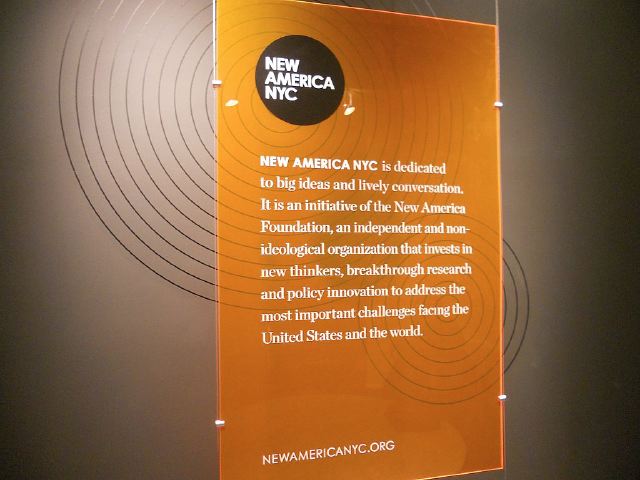 NEW
AMERICA
NYC
NEW AMERICA NYC is dedicated
to big ideas and lively conversation.
It is an initiative of the New America
Foundation, an independent and non-
ideological organization that invests in
new thinkers, breakthrough research
and policy innovation to address the
most important challenges facing the
United States and the world.
NEWAMERICANYC.ORG